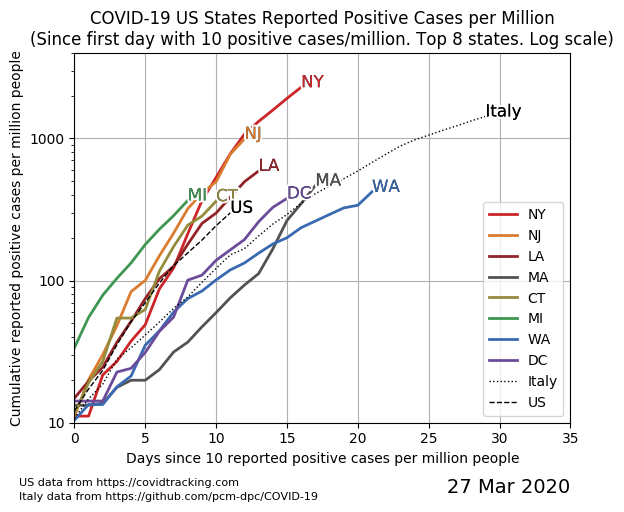 COVID-19 US States Reported Positive Cases per Million
(Since first day with 10 positive cases/million. Top 8 states. Log scale)
Cumulative reported positive cases per million people
1000
100
10
NY
Italy
NJ
LA
MA
WA
DC
MI
CT
US
NY
NJ
LA
MA
CT
MI
WA
DC
Italy
US
0 5 10 15 20 25 30 35
Days since 10 reported positive cases per million people
US data from https://covidtracking.com
Italy data from https://github.com/pcm-dpc/COVID-19
27 Mar 2020